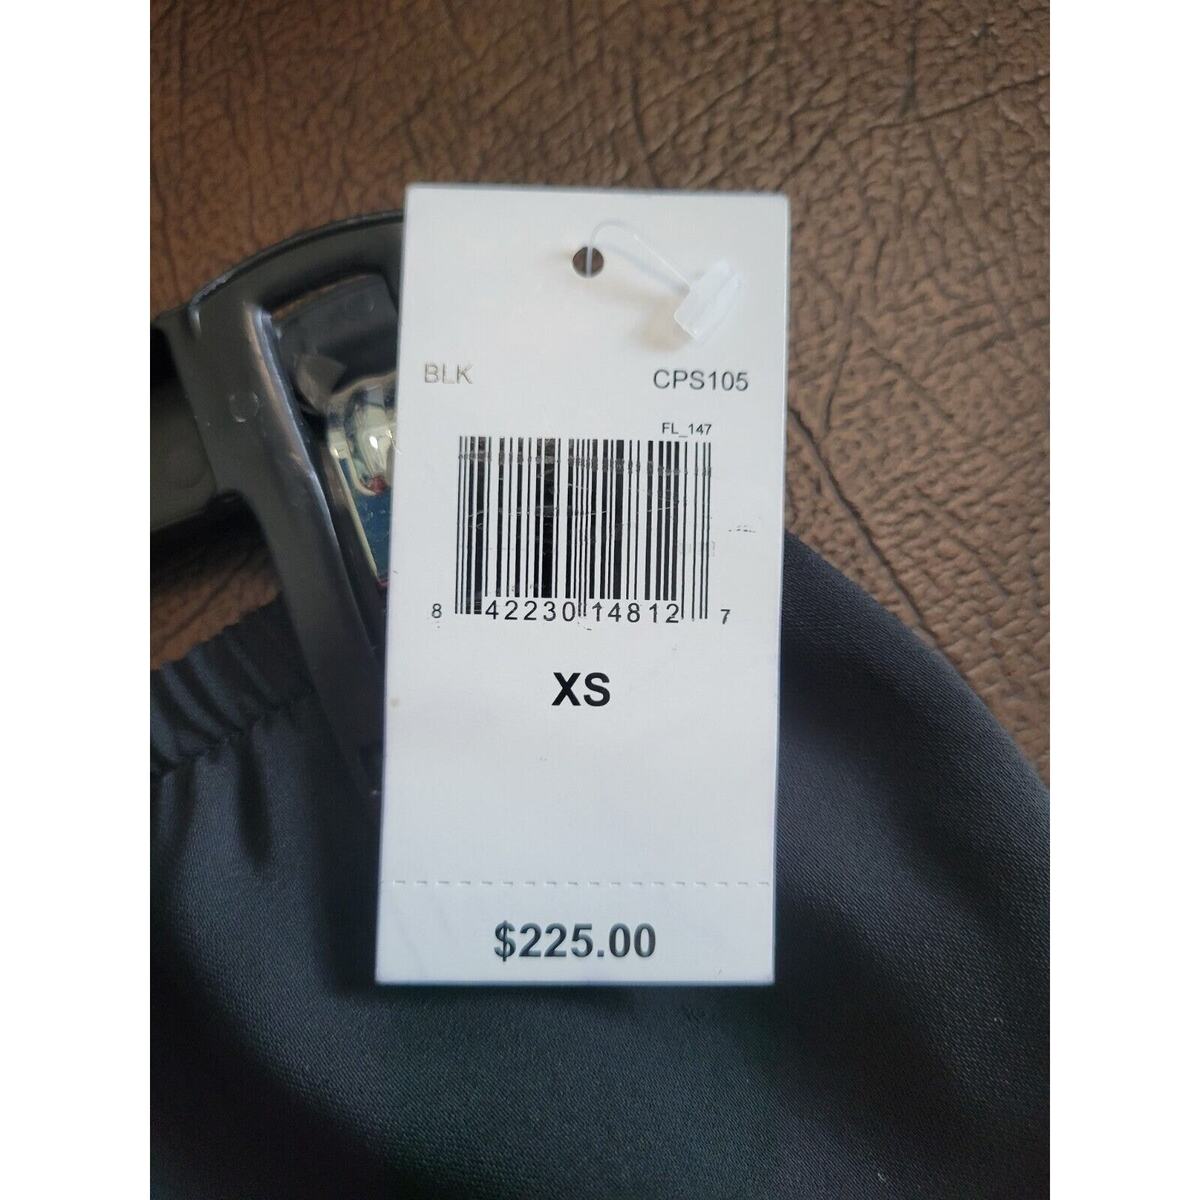 BLK CPS105
FL_147
8 42230 14812 7
XS
$225.00